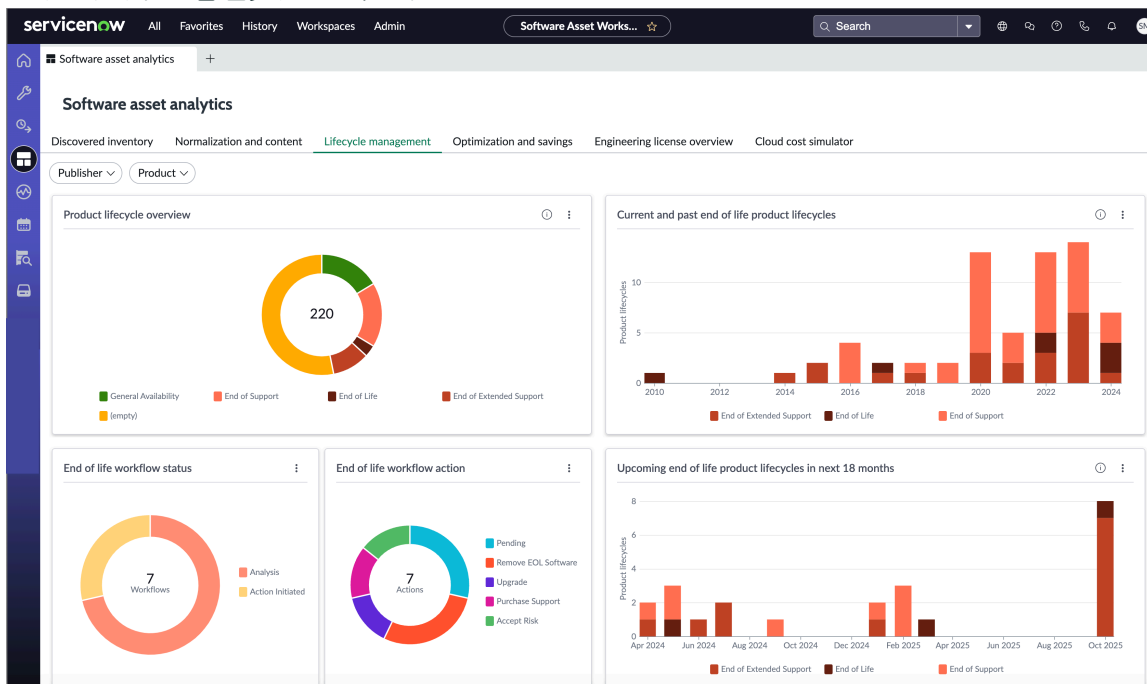 servicenow All Favorites History Workspaces Admin Software Asset Works... Search SN
Software asset analytics
Software asset analytics
Discovered inventory Normalization and content Lifecycle management Optimization and savings Engineering license overview Cloud cost simulator
Publisher Product
Product lifecycle overview
220
General Availability End of Support End of Life End of Extended Support
(empty)
Current and past end of life product lifecycles
Product lifecycles
10
5
0
2010 2012 2014 2016 2018 2020 2022 2024
End of Extended Support End of Life End of Support
End of life workflow status
7
Workflows
Analysis
Action Initiated
End of life workflow action
7
Actions
Pending
Remove EOL Software
Upgrade
Purchase Support
Accept Risk
Upcoming end of life product lifecycles in next 18 months
Product lifecycles
8
6
4
2
0
Apr 2024 Jun 2024 Aug 2024 Oct 2024 Dec 2024 Feb 2025 Apr 2025 Jun 2025 Aug 2025 Oct 2025
End of Extended Support End of Life End of Support